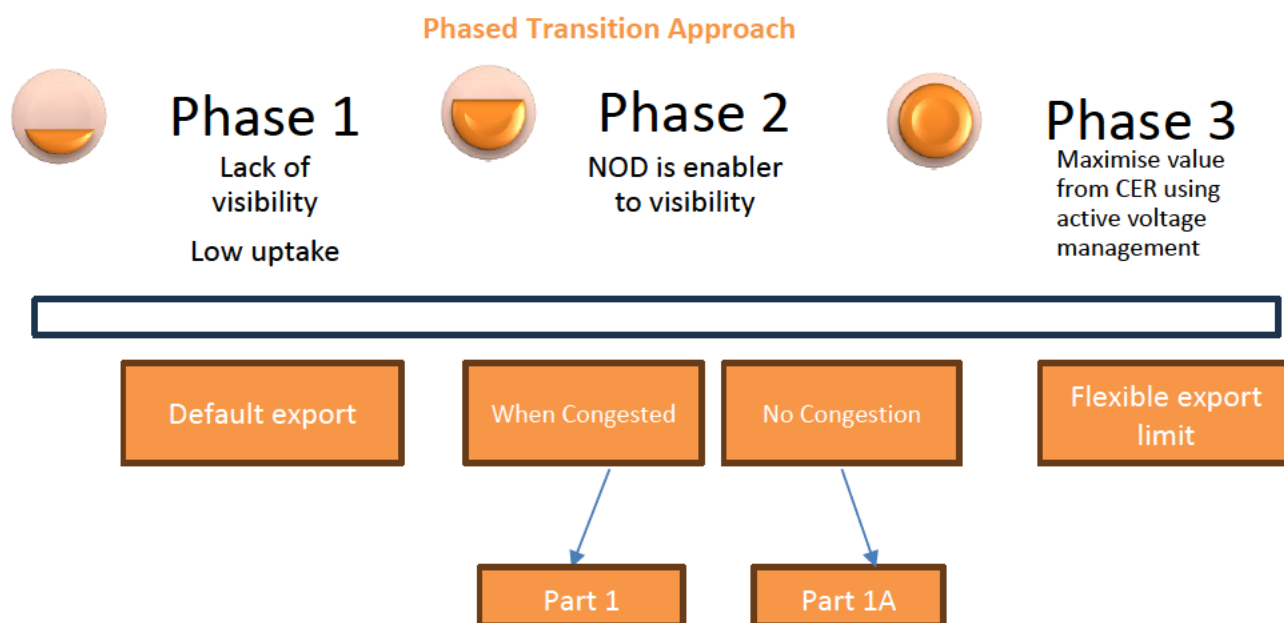 Phased Transition Approach
Phase 1
Lack of
visibility
Low uptake
Phase 2
NOD is enabler
to visibility
Phase 3
Maximise value
from CER using
active voltage
management
Default export
When Congested
No Congestion
Flexible export
limit
Part 1
Part 1A